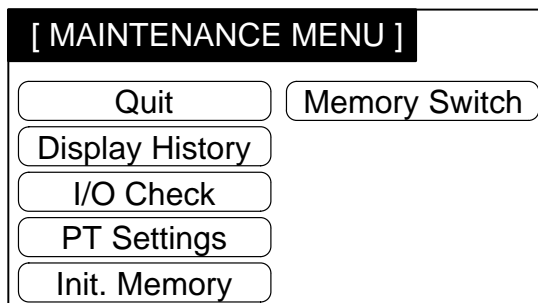 [ MAINTENANCE MENU ]
Quit
Memory Switch
Display History
I/O Check
PT Settings
Init. Memory